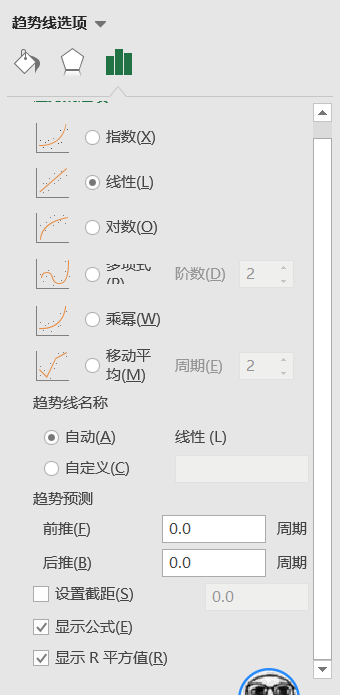 趋势线选项
指数(X)
线性(L)
对数(O)
多项式
(P)
阶数(D)
2
乘幂(W)
移动平
均(M)
周期(E)
2
趋势线名称
自动(A)
线性 (L)
自定义(C)
趋势预测
前推(F)
0.0
周期
后推(B)
0.0
周期
设置截距(S)
0.0
显示公式(E)
显示 R 平方值(R)